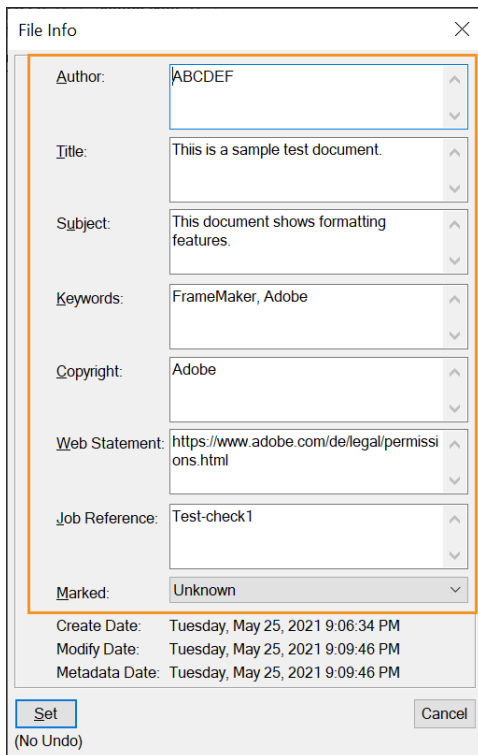 File Info
Author: ABCDEF
Title: Thiis is a sample test document.
Subject: This document shows formatting
features.
Keywords: FrameMaker, Adobe
Copyright: Adobe
Web Statement: https://www.adobe.com/de/legal/permissi
ons.html
Job Reference: Test-check1
Marked: Unknown
Create Date: Tuesday, May 25, 2021 9:06:34 PM
Modify Date: Tuesday, May 25, 2021 9:09:46 PM
Metadata Date: Tuesday, May 25, 2021 9:09:46 PM
Set Cancel
(No Undo)